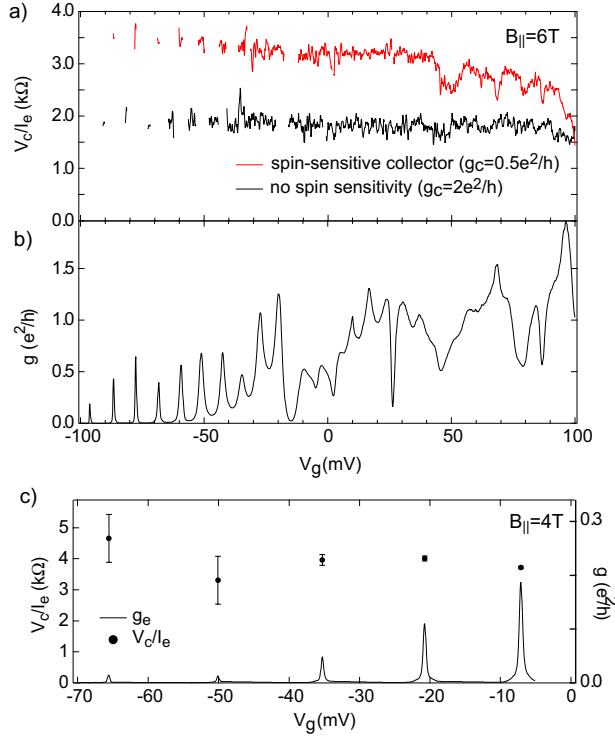 a)
4.0
3.0
2.0
1.0
0.0
V_c/I_e (kΩ)
B_||=6T
spin-sensitive collector (g_c=0.5e²/h)
no spin sensitivity (g_c=2e²/h)
b)
1.5
1.0
0.5
0.0
g (e²/h)
-100 -50 0 50 100
V_g(mV)
c)
5
4
3
2
1
0
V_c/I_e (kΩ)
B_||=4T
g_e
V_c/I_e
0.3
0.0
g (e²/h)
-70 -60 -50 -40 -30 -20 -10 0
V_g(mV)